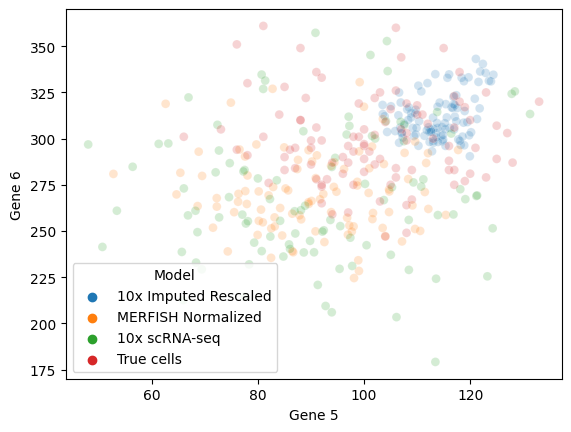 350
325
300
275
250
225
200
175
Gene 6
Model
10x Imputed Rescaled
MERFISH Normalized
10x scRNA-seq
True cells
60
80
100
120
Gene 5